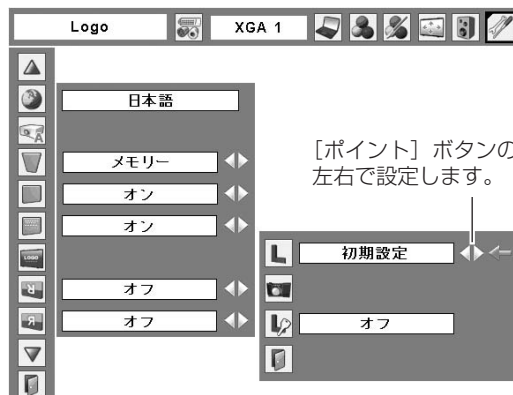 Logo
XGA 1
日本語
メモリー
オン
オン
オフ
オフ
[ポイント] ボタンの
左右で設定します。
初期設定
オフ